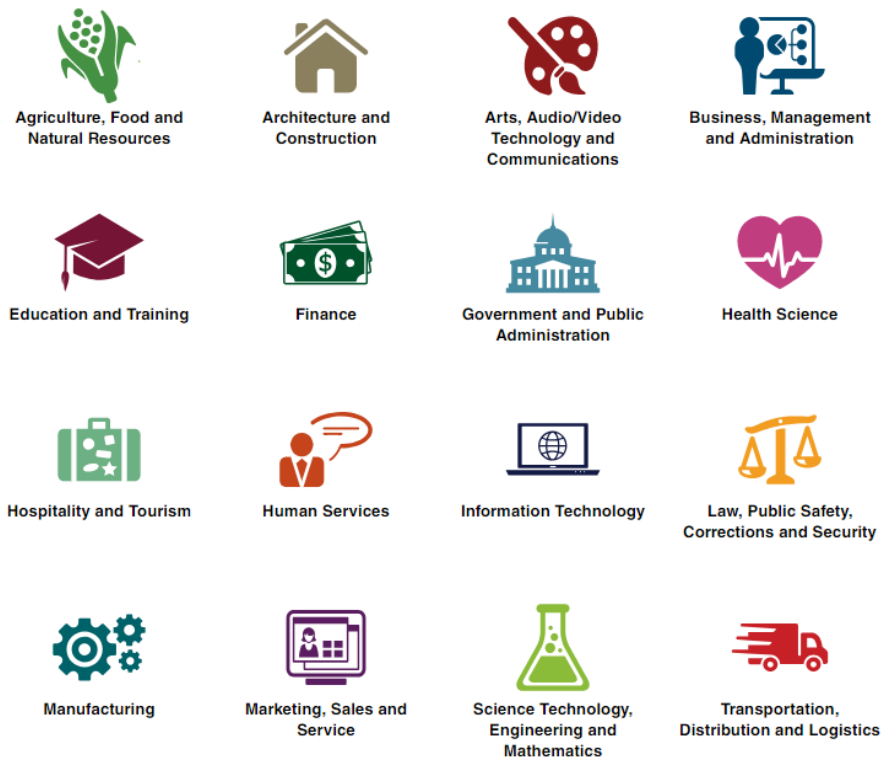 Agriculture, Food and
Natural Resources
Architecture and
Construction
Arts, Audio/Video
Technology and
Communications
Business, Management
and Administration
Education and Training
$
Finance
Government and Public
Administration
Health Science
Hospitality and Tourism
Human Services
Information Technology
Law, Public Safety,
Corrections and Security
Manufacturing
Marketing, Sales and
Service
Science Technology,
Engineering and
Mathematics
Transportation,
Distribution and Logistics